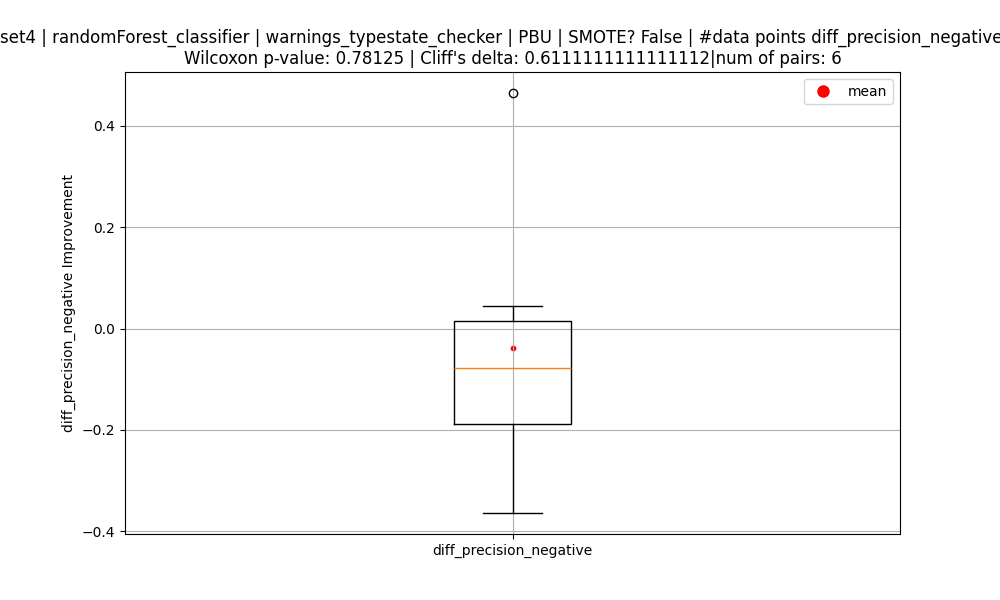 set4 | randomForest_classifier | warnings_typestate_checker | PBU | SMOTE? False | #data points diff_precision_negative
Wilcoxon p-value: 0.78125 | Cliff's delta: 0.6111111111111112|num of pairs: 6
mean
0.4
0.2
0.0
−0.2
−0.4
diff_precision_negative Improvement
diff_precision_negative